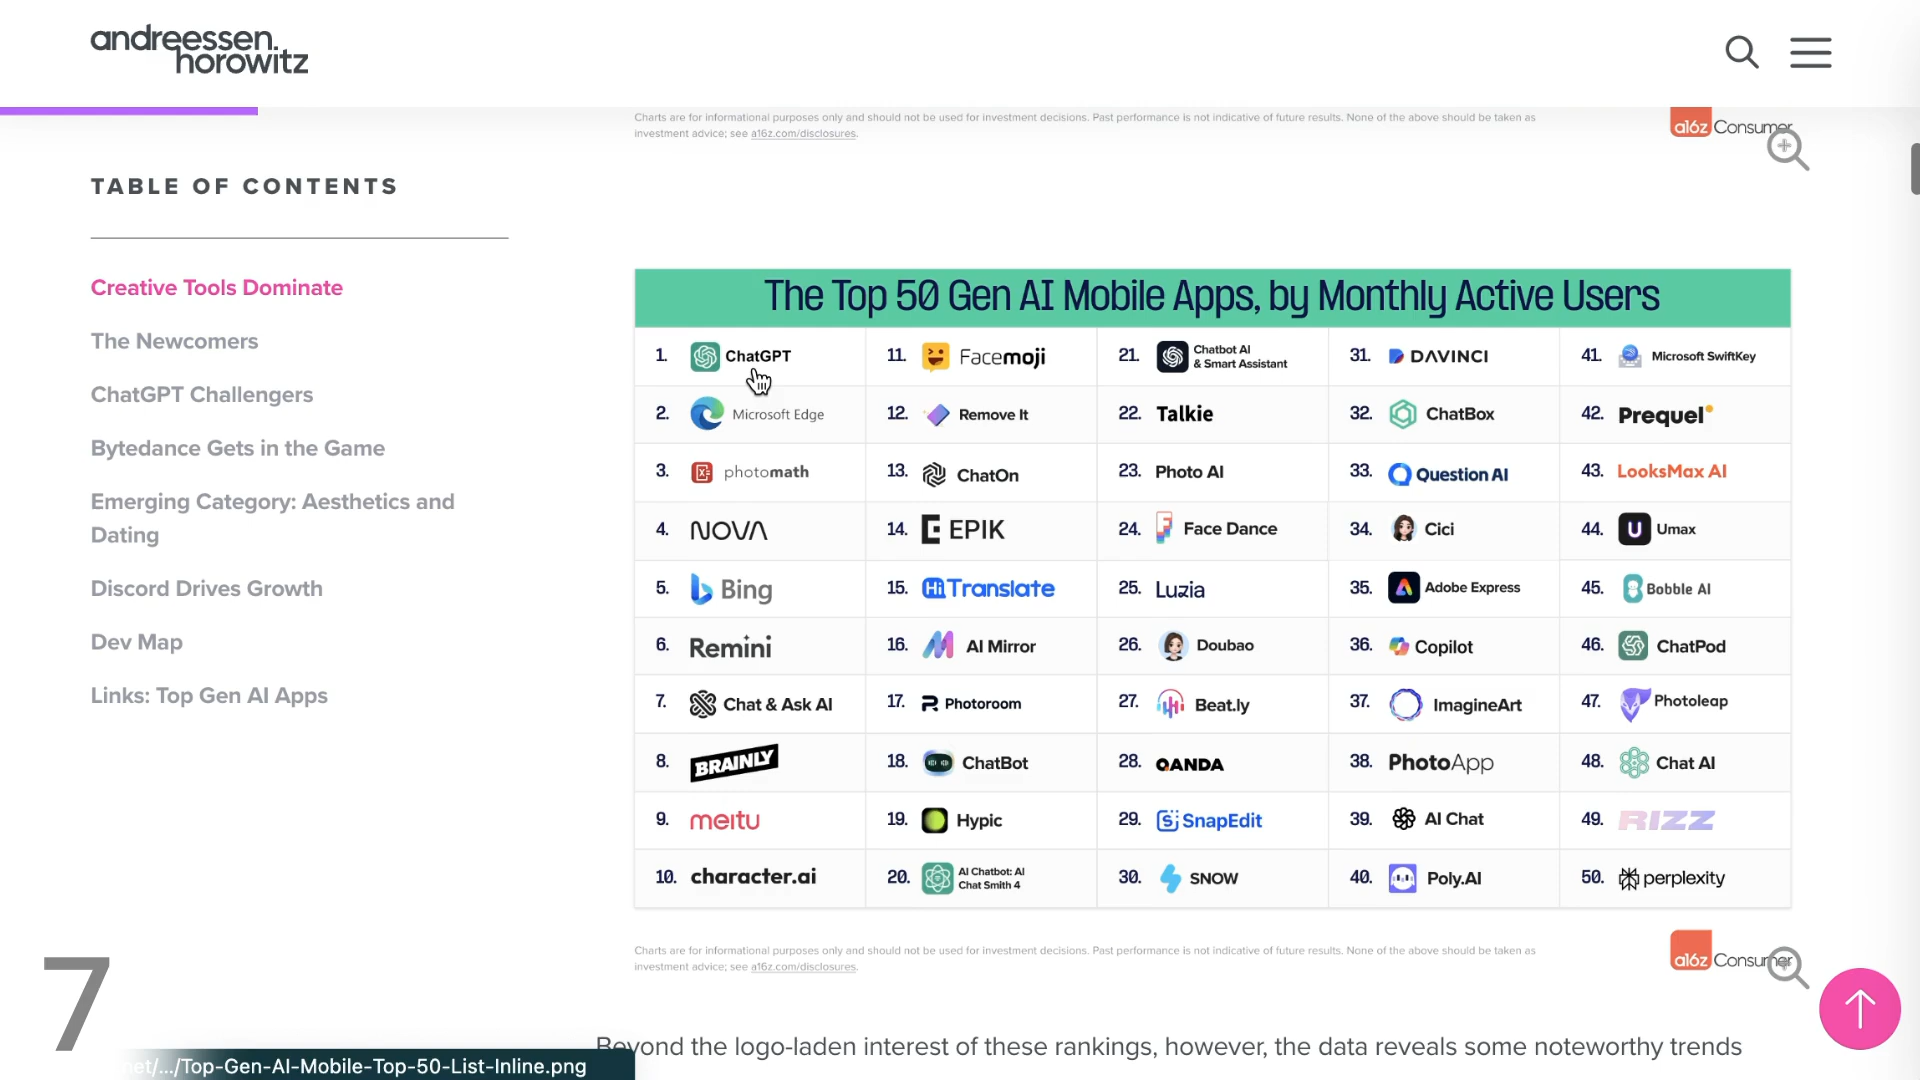 andreessen.
horowitz
Charts are for informational purposes only and should not be used for investment decisions. Past performance is not indicative of future results. None of the above should be taken as
investment advice; see a16z.com/disclosures.
a16z Consumer
TABLE OF CONTENTS
Creative Tools Dominate
The Newcomers
ChatGPT Challengers
Bytedance Gets in the Game
Emerging Category: Aesthetics and
Dating
Discord Drives Growth
Dev Map
Links: Top Gen AI Apps
The Top 50 Gen AI Mobile Apps, by Monthly Active Users
1. ChatGPT
2. Microsoft Edge
3. photomath
4. NOVA
5. Bing
6. Remini
7. Chat & Ask AI
8. BRAINLY
9. meitu
10. character.ai
11. Facemoji
12. Remove It
13. ChatOn
14. EPIK
15. Hi Translate
16. AI Mirror
17. Photoroom
18. ChatBot
19. Hypic
20. AI Chatbot: AI
Chat Smith 4
21. Chatbot AI
& Smart Assistant
22. Talkie
23. Photo AI
24. Face Dance
25. Luzia
26. Doubao
27. Beat.ly
28. QANDA
29. SnapEdit
30. SNOW
31. DAVINCI
32. ChatBox
33. Question AI
34. Cici
35. Adobe Express
36. Copilot
37. ImagineArt
38. PhotoApp
39. AI Chat
40. Poly.AI
41. Microsoft SwiftKey
42. Prequel
43. LooksMax AI
44. Umax
45. Bobble AI
46. ChatPod
47. Photoleap
48. Chat AI
49. RIZZ
50. perplexity
Charts are for informational purposes only and should not be used for investment decisions. Past performance is not indicative of future results. None of the above should be taken as
investment advice; see a16z.com/disclosures.
a16z Consumer
7
Beyond the logo-laden interest of these rankings, however, the data reveals some noteworthy trends
net/.../Top-Gen-AI-Mobile-Top-50-List-Inline.png